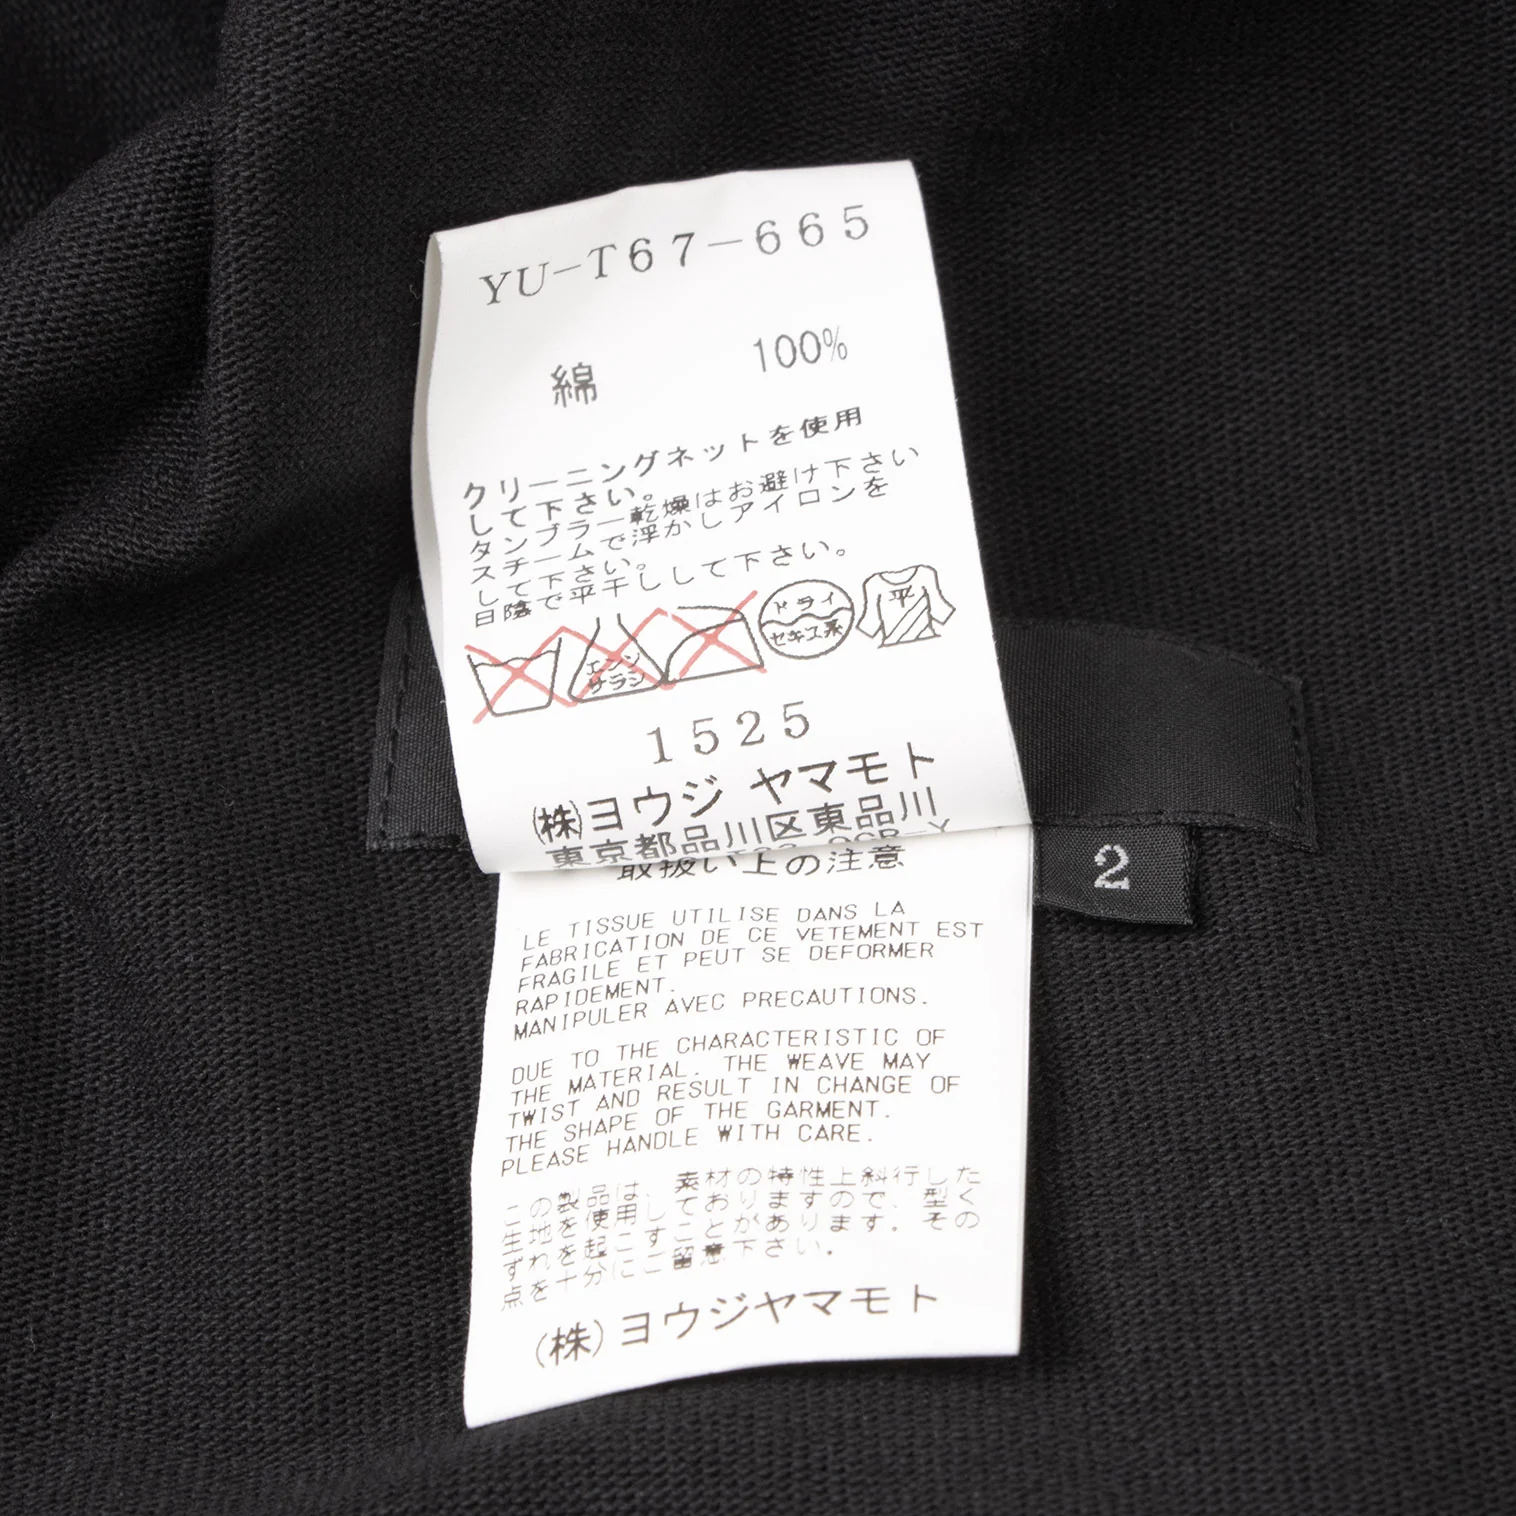 YU-T67-665
綿 100%
クリーニングネットを使用
して下さい。
タンブラー乾燥はお避け下さい
スチームで浮かしアイロンを
して下さい。
日陰で平干しして下さい。
エンソ
サラシ
ドライ
セキユ系
平
1525
(株)ヨウジ ヤマモト
東京都品川区東品川
2
取扱い上の注意
LE TISSUE UTILISE DANS LA
FABRICATION DE CE VETEMENT EST
FRAGILE ET PEUT SE DEFORMER
RAPIDEMENT.
MANIPULER AVEC PRECAUTIONS.
DUE TO THE CHARACTERISTIC OF
THE MATERIAL. THE WEAVE MAY
TWIST AND RESULT IN CHANGE OF
THE SHAPE OF THE GARMENT.
PLEASE HANDLE WITH CARE.
この製品は、素材の特性上斜行した
生地を使用しておりますので、型く
ずれを起こすことがあります。その
点を十分にご留意下さい。
(株)ヨウジヤマモト